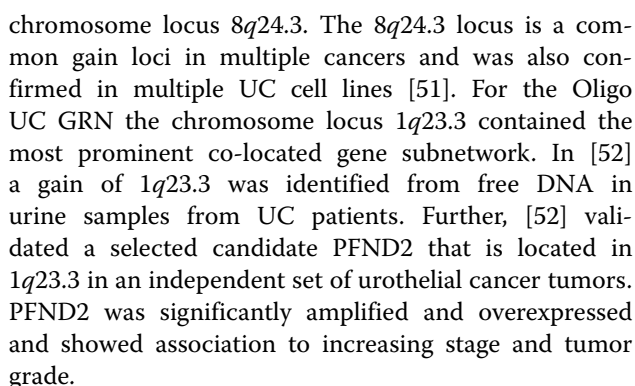 chromosome locus 8q24.3. The 8q24.3 locus is a com-
mon gain loci in multiple cancers and was also con-
firmed in multiple UC cell lines [51]. For the Oligo
UC GRN the chromosome locus 1q23.3 contained the
most prominent co-located gene subnetwork. In [52]
a gain of 1q23.3 was identified from free DNA in
urine samples from UC patients. Further, [52] vali-
dated a selected candidate PFND2 that is located in
1q23.3 in an independent set of urothelial cancer tumors.
PFND2 was significantly amplified and overexpressed
and showed association to increasing stage and tumor
grade.